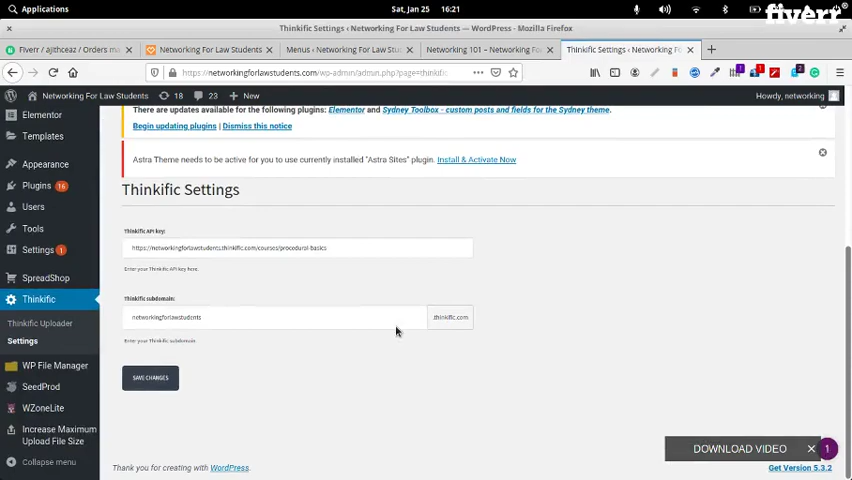 Applications
Sat, Jan 25
16:21
fiverr
Thinkific Settings ‹ Networking For Law Students — WordPress - Mozilla Firefox
Fiverr / ajitheaz / Orders ma
Networking For Law Students
Menus ‹ Networking For Law Stu
Networking 101 – Networking Fo
Thinkific Settings ‹ Networking F
https://networkingforlawstudents.com/wp-admin/admin.php?page=thinkific
Networking For Law Students
18
23
New
Howdy, networking
Elementor
Templates
Appearance
Plugins 16
Users
Tools
Settings 1
SpreadShop
Thinkific
Thinkific Uploader
Settings
WP File Manager
SeedProd
WZoneLite
Increase Maximum
Upload File Size
Collapse menu
There are updates available for the following plugins: Elementor and Sydney Toolbox - custom posts and fields for the Sydney theme.
Begin updating plugins | Dismiss this notice
Astra Theme needs to be active for you to use currently installed "Astra Sites" plugin. Install & Activate Now
Thinkific Settings
Thinkific API key:
https://networkingforlawstudents.thinkific.com/courses/procedural-basics
Enter your Thinkific API key here.
Thinkific subdomain:
networkingforlawstudents
.thinkific.com
Enter your Thinkific subdomain.
SAVE CHANGES
DOWNLOAD VIDEO
1
Thank you for creating with WordPress.
Get Version 5.3.2